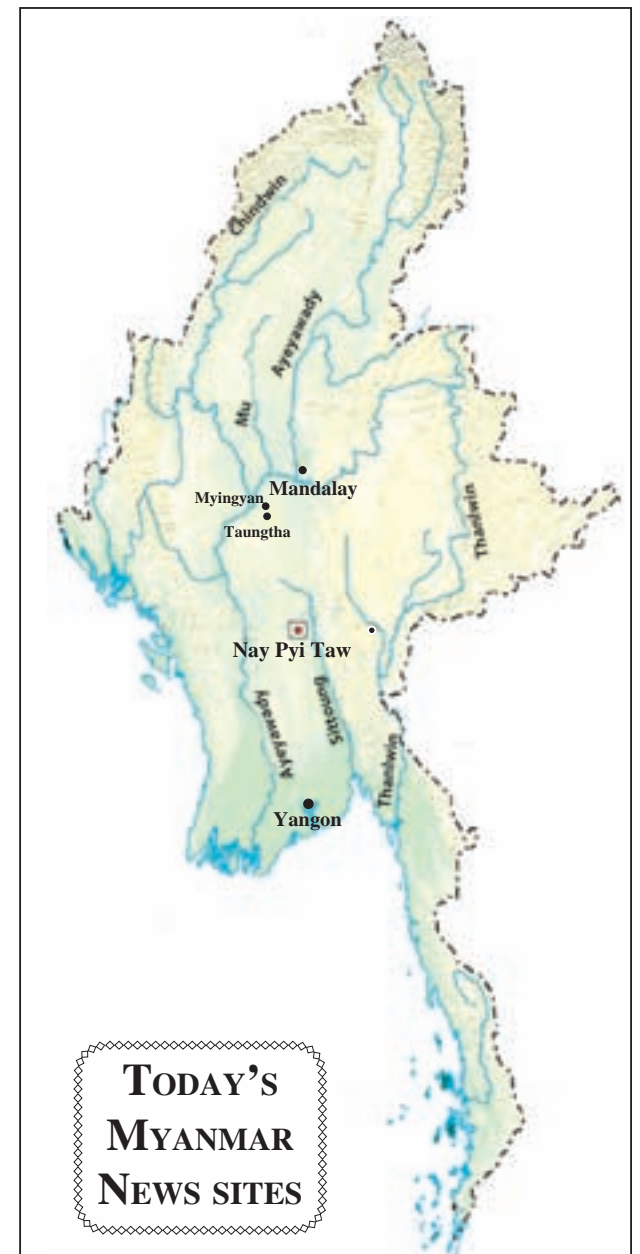 Chindwin
Ayeyawady
Mu
Mandalay
Myingyan
Taungtha
Thanlwin
Nay Pyi Taw
Ayeyawady
Sittoung
Thanlwin
Yangon
TODAY'S
MYANMAR
NEWS SITES